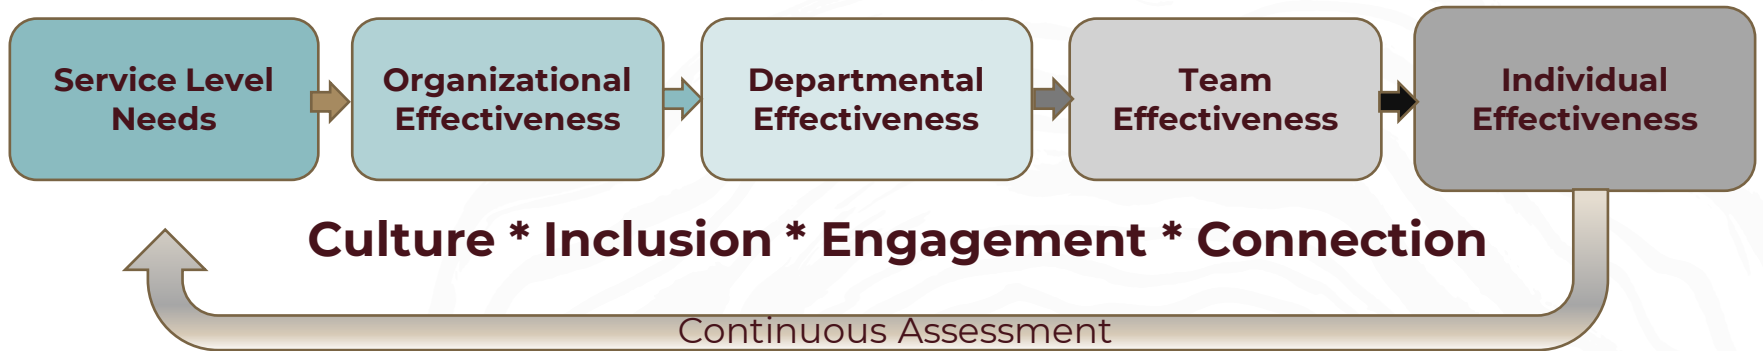 Service Level
Needs
Organizational
Effectiveness
Departmental
Effectiveness
Team
Effectiveness
Individual
Effectiveness
Culture * Inclusion * Engagement * Connection
Continuous Assessment